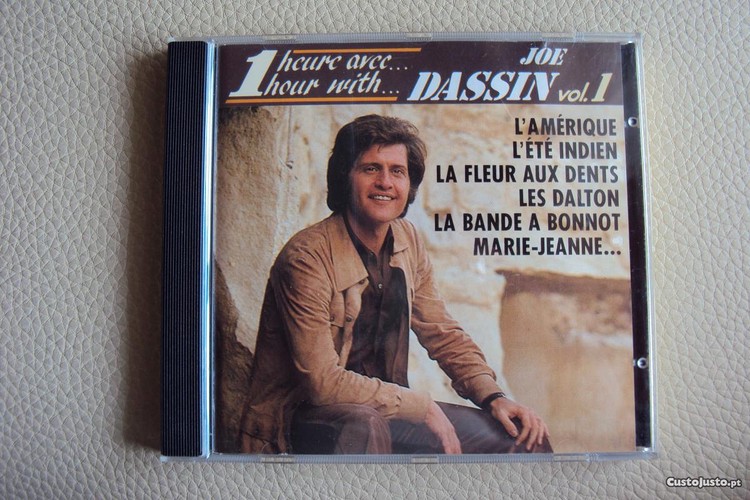 1 heure avec...
1 hour with...
JOE
DASSIN vol.1
L'AMÉRIQUE
L'ÉTÉ INDIEN
LA FLEUR AUX DENTS
LES DALTON
LA BANDE A BONNOT
MARIE-JEANNE...
CustoJusto.pt